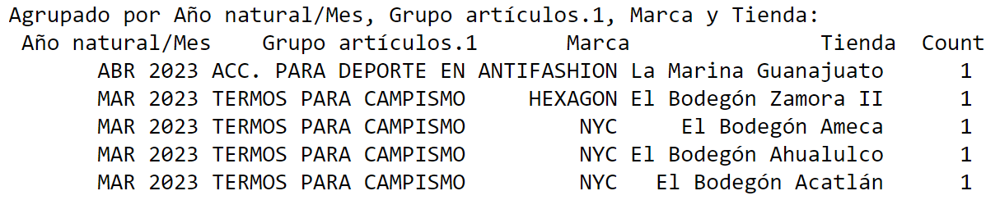 Agrupado por Año natural/Mes, Grupo artículos.1, Marca y Tienda:
Año natural/Mes Grupo artículos.1 Marca Tienda Count
ABR 2023 ACC. PARA DEPORTE EN ANTIFASHION La Marina Guanajuato 1
MAR 2023 TERMOS PARA CAMPISMO HEXAGON El Bodegón Zamora II 1
MAR 2023 TERMOS PARA CAMPISMO NYC El Bodegón Ameca 1
MAR 2023 TERMOS PARA CAMPISMO NYC El Bodegón Ahualulco 1
MAR 2023 TERMOS PARA CAMPISMO NYC El Bodegón Acatlán 1